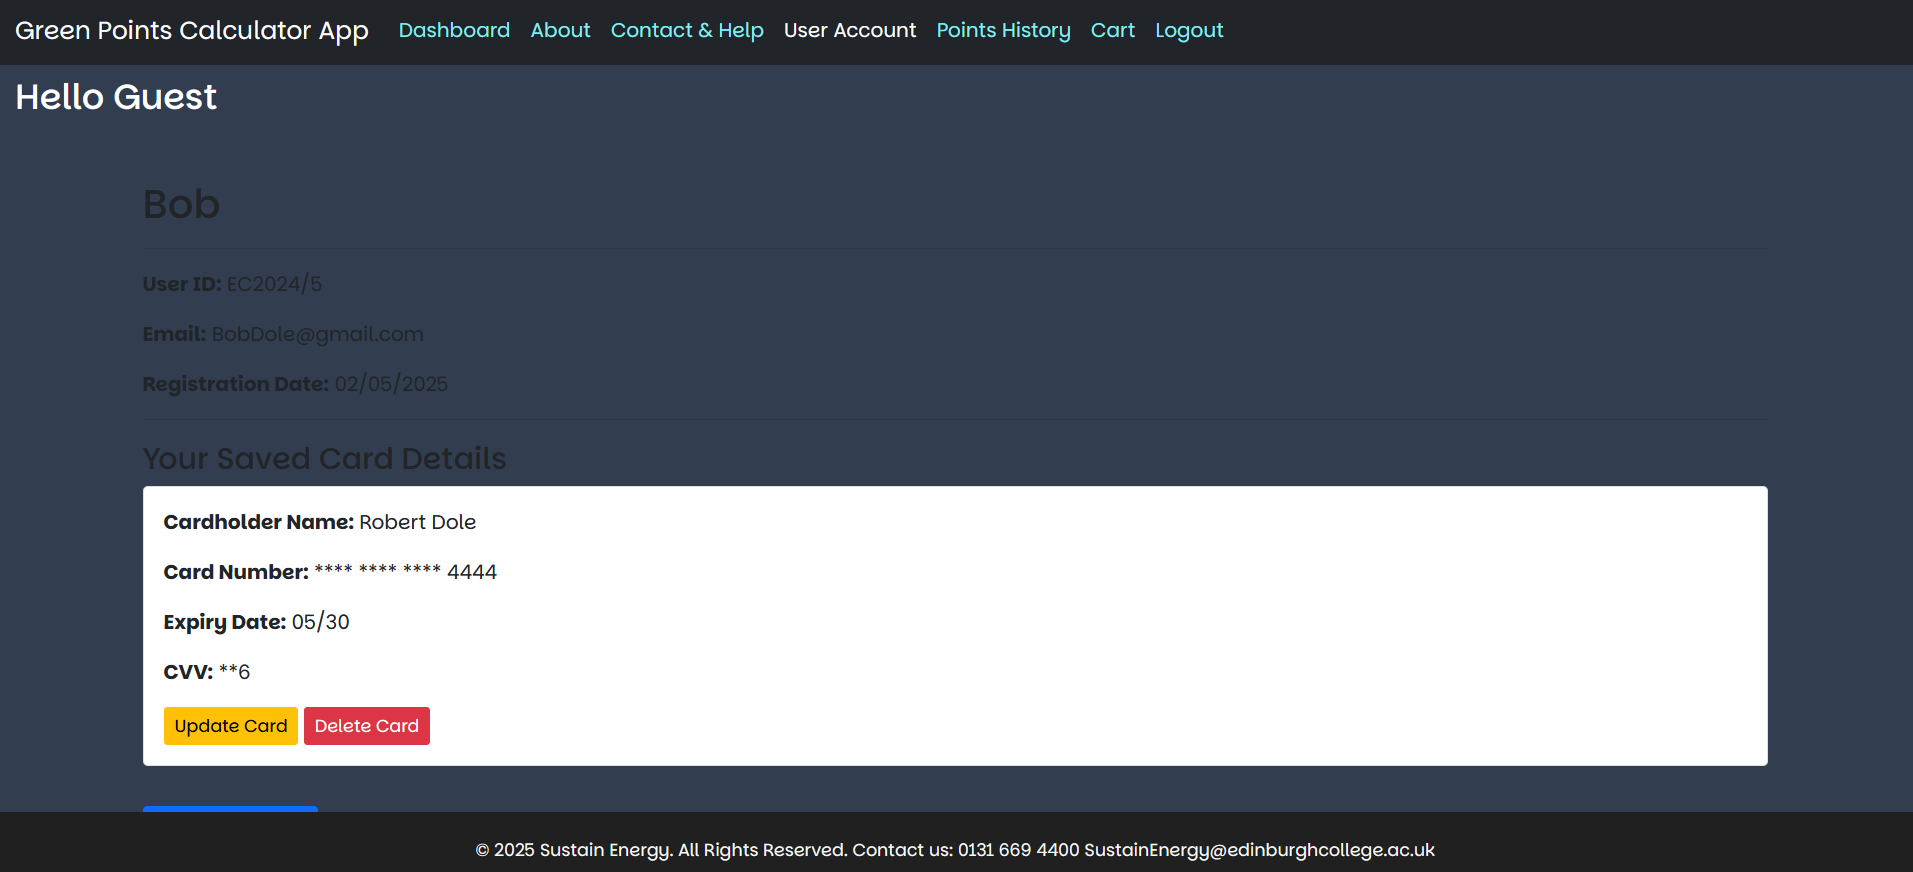 Green Points Calculator App Dashboard About Contact & Help User Account Points History Cart Logout
Hello Guest
Bob
User ID: EC2024/5
Email: BobDole@gmail.com
Registration Date: 02/05/2025
Your Saved Card Details
Cardholder Name: Robert Dole
Card Number: **** **** **** 4444
Expiry Date: 05/30
CVV: **6
Update Card Delete Card
© 2025 Sustain Energy. All Rights Reserved. Contact us: 0131 669 4400 SustainEnergy@edinburghcollege.ac.uk